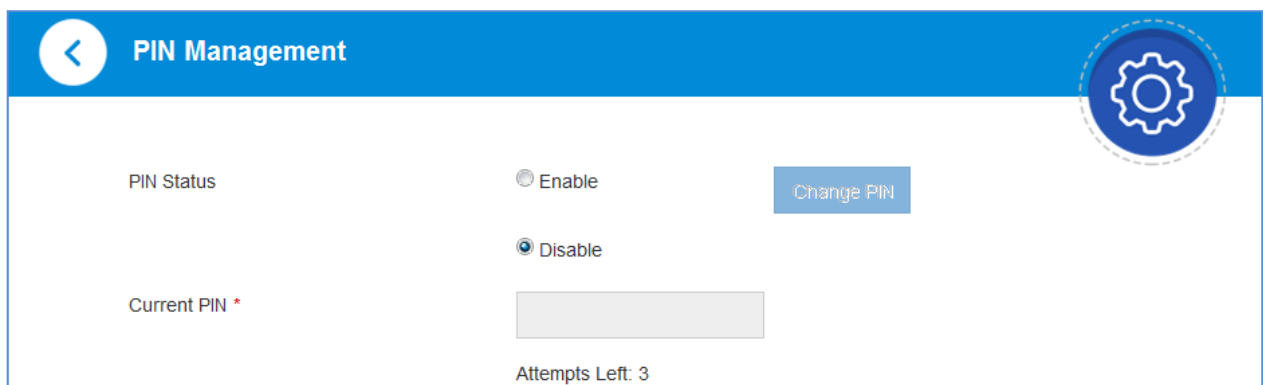 PIN Management
PIN Status
Enable
Change PIN
Disable
Current PIN *
Attempts Left: 3